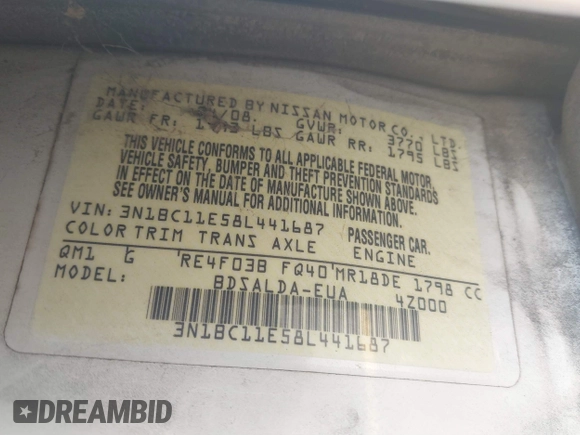 MANUFACTURED BY NISSAN MOTOR CO., LTD.
DATE: /08. GVWR: 3770 LBS
GAWR FR: LBS GAWR RR: 1795 LBS
THIS VEHICLE CONFORMS TO ALL APPLICABLE FEDERAL MOTOR
VEHICLE SAFETY, BUMPER AND THEFT PREVENTION STANDARDS
IN EFFECT ON THE DATE OF MANUFACTURE SHOWN ABOVE.
SEE OWNER'S MANUAL FOR ADDITIONAL INFORMATION.
VIN: 3N1BC11E58L441687 PASSENGER CAR.
COLOR TRIM TRANS AXLE ENGINE
QM1 G RE4F03B FQ40 MR18DE 1798 CC
MODEL: BDSALDA-EUA 4Z000
3N1BC11E58L441687
DREAMBID